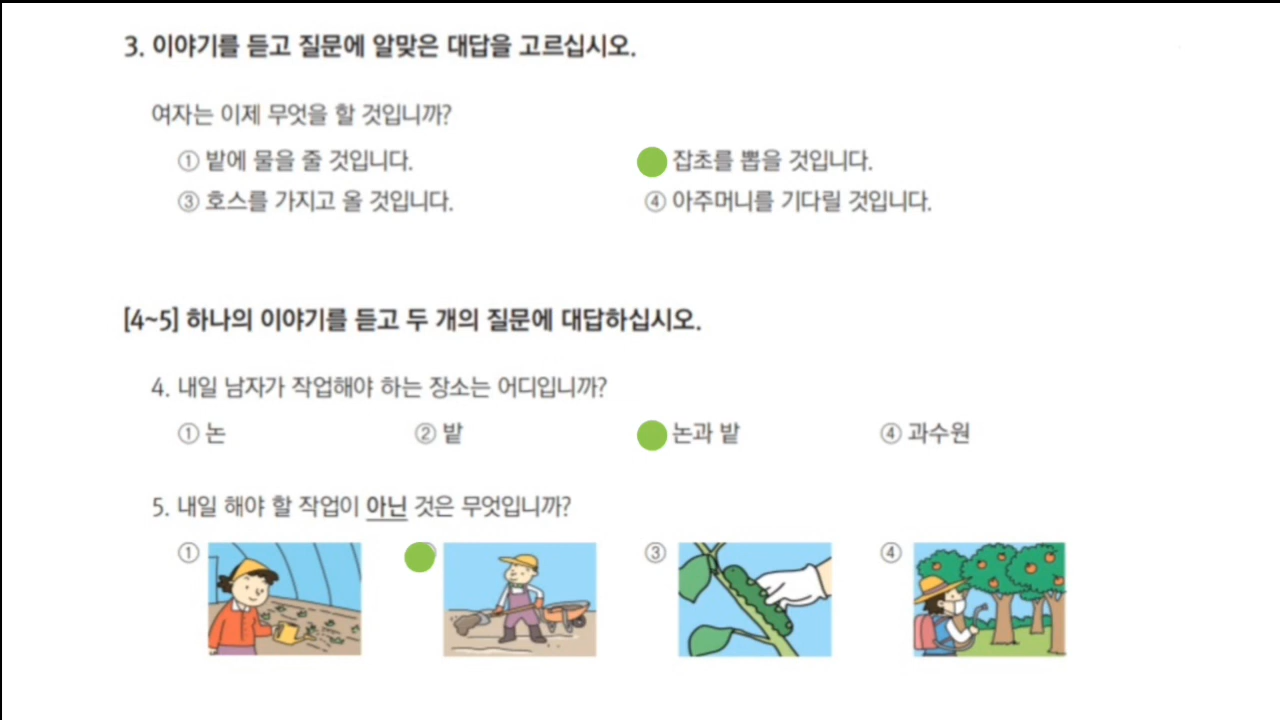 3. 이야기를 듣고 질문에 알맞은 대답을 고르십시오.
여자는 이제 무엇을 할 것입니까?
① 밭에 물을 줄 것입니다. 잡초를 뽑을 것입니다.
③ 호스를 가지고 올 것입니다. ④ 아주머니를 기다릴 것입니다.
[4~5] 하나의 이야기를 듣고 두 개의 질문에 대답하십시오.
4. 내일 남자가 작업해야 하는 장소는 어디입니까?
① 논 ② 밭 논과 밭 ④ 과수원
5. 내일 해야 할 작업이 아닌 것은 무엇입니까?
① ③ ④